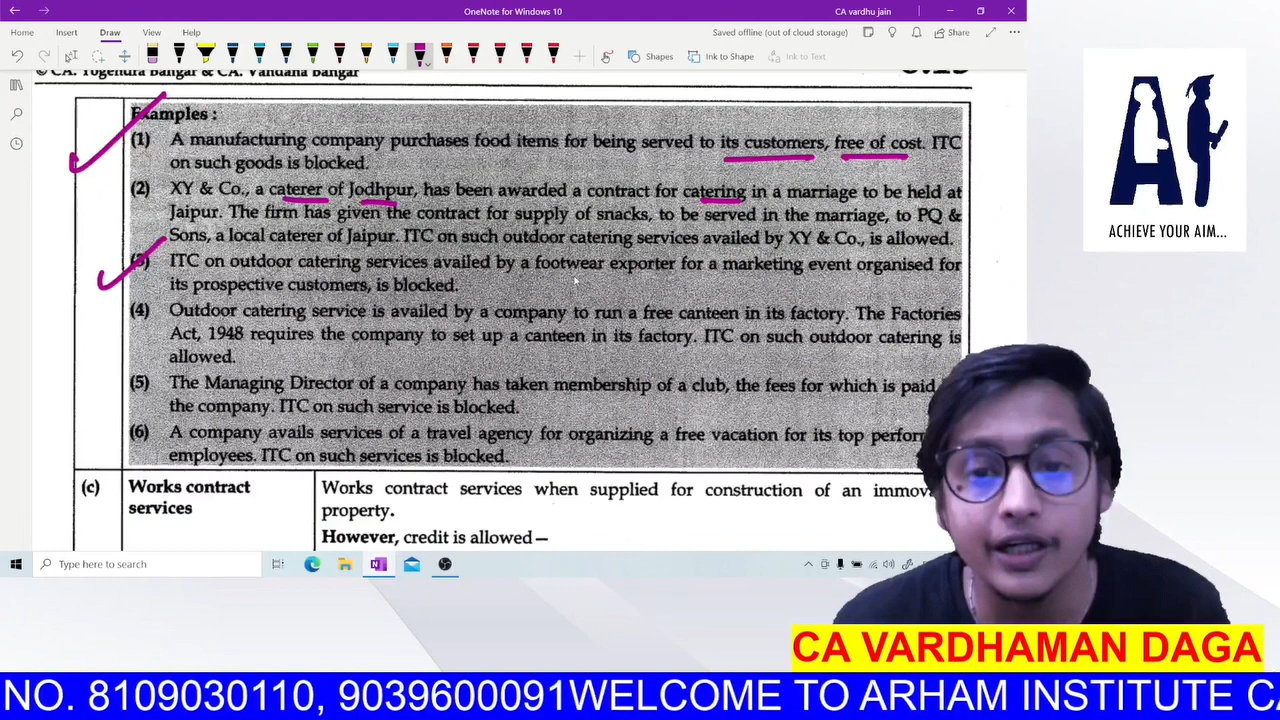 OneNote for Windows 10
CA vardhu jain
Home Insert Draw View Help
Saved offline (out of cloud storage)
Share
Shapes
Ink to Shape
Ink to Text
© CA. Yogendra Bangar & CA. Vandana Bangar
Examples :
(1) A manufacturing company purchases food items for being served to its customers, free of cost. ITC
on such goods is blocked.
(2) XY & Co., a caterer of Jodhpur, has been awarded a contract for catering in a marriage to be held at
Jaipur. The firm has given the contract for supply of snacks, to be served in the marriage, to PQ &
Sons, a local caterer of Jaipur. ITC on such outdoor catering services availed by XY & Co., is allowed.
(3) ITC on outdoor catering services availed by a footwear exporter for a marketing event organised for
its prospective customers, is blocked.
(4) Outdoor catering service is availed by a company to run a free canteen in its factory. The Factories
Act, 1948 requires the company to set up a canteen in its factory. ITC on such outdoor catering is
allowed.
(5) The Managing Director of a company has taken membership of a club, the fees for which is paid
the company. ITC on such service is blocked.
(6) A company avails services of a travel agency for organizing a free vacation for its top perform
employees. ITC on such services is blocked.
(c) Works contract Works contract services when supplied for construction of an immov
services property.
However, credit is allowed —
Type here to search
AI
ACHIEVE YOUR AIM...
CA VARDHAMAN DAGA
NO. 8109030110, 9039600091WELCOME TO ARHAM INSTITUTE CA